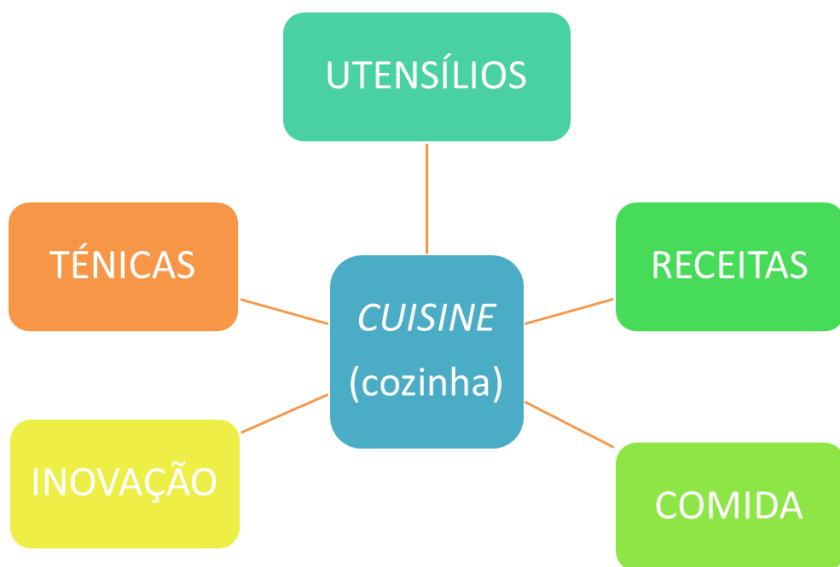 UTENSÍLIOS
TÉNICAS
RECEITAS
CUISINE
(cozinha)
INOVAÇÃO
COMIDA